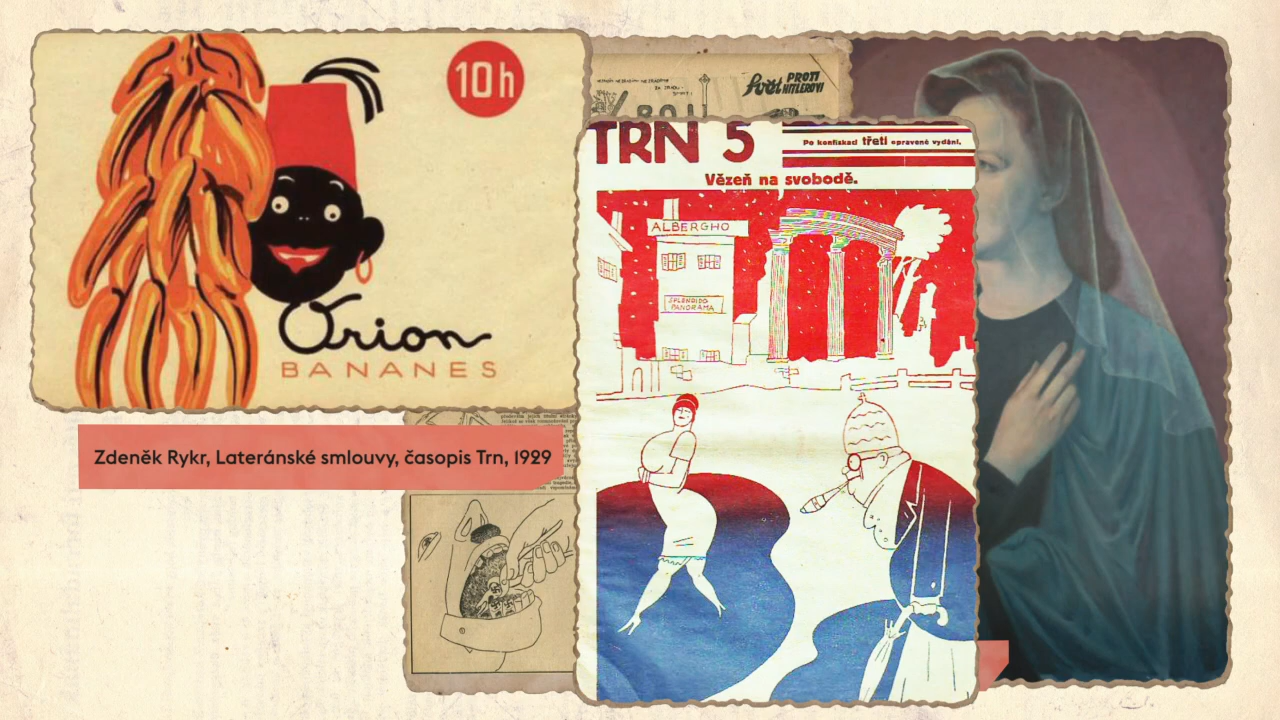 10h
Orion
BANANES
Svět PROTI
HITLEROVI
TRN 5
Po konfiskaci třetí opravené vydání.
Vězeň na svobodě.
ALBERGHO
SPLENDIDO
PANORAMA
Zdeněk Rykr, Lateránské smlouvy, časopis Trn, 1929